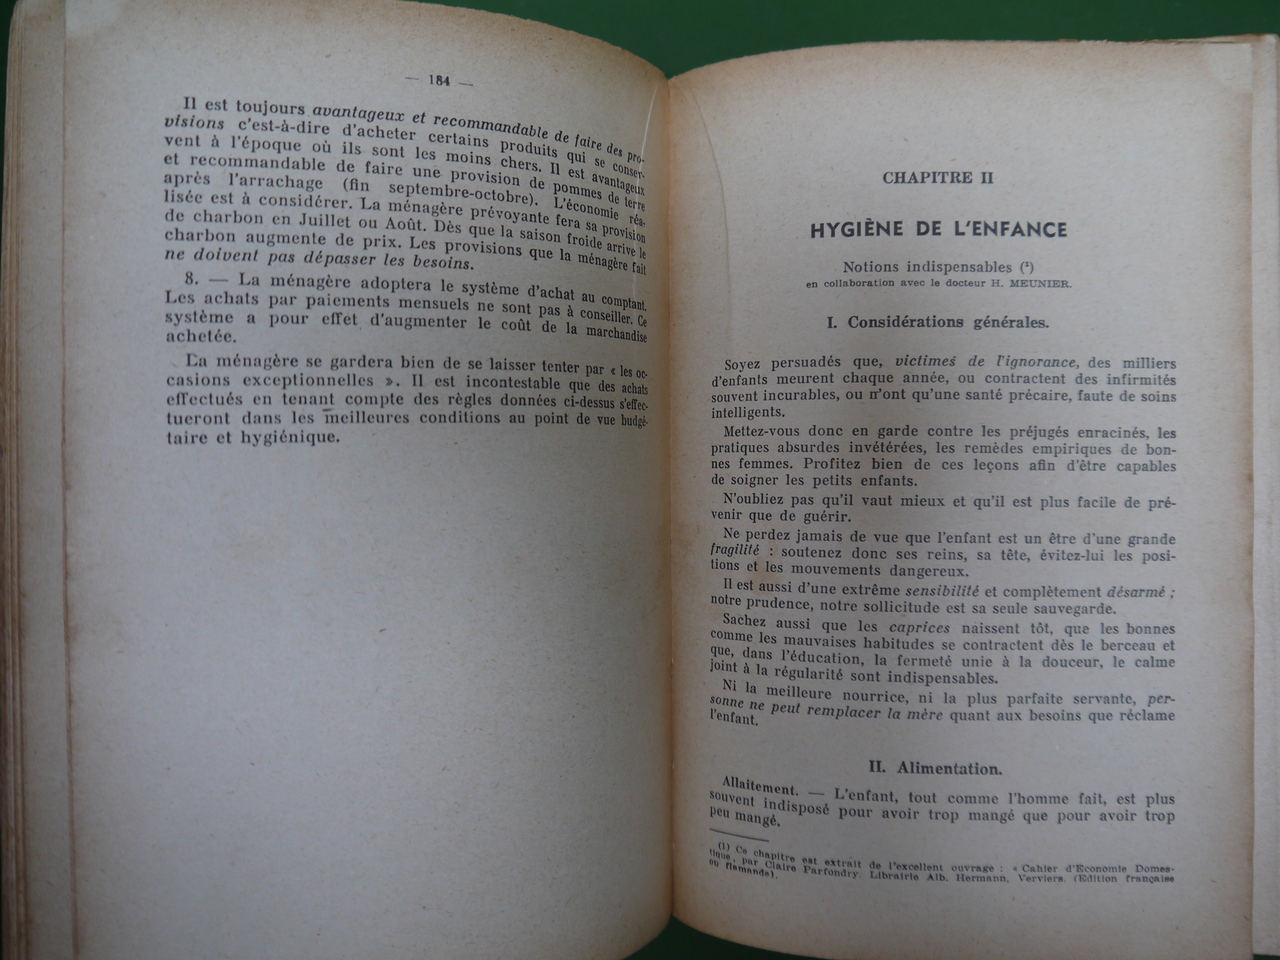 — 184 —
Il est toujours avantageux et recommandable de faire des pro-
visions c'est-à-dire d'acheter certains produits qui se conser-
vent à l'époque où ils sont les moins chers. Il est avantageux
et recommandable de faire une provision de pommes de terre
après l'arrachage (fin septembre-octobre). L'économie réa-
lisée est à considérer. La ménagère prévoyante fera sa provision
de charbon en Juillet ou Août. Dès que la saison froide arrive le
charbon augmente de prix. Les provisions que la ménagère fait
ne doivent pas dépasser les besoins.
8. — La ménagère adoptera le système d'achat au comptant.
Les achats par paiements mensuels ne sont pas à conseiller. Ce
système a pour effet d'augmenter le coût de la marchandise
achetée.
La ménagère se gardera bien de se laisser tenter par « les oc-
casions exceptionnelles ». Il est incontestable que des achats
effectués en tenant compte des règles données ci-dessus s'effec-
tueront dans les meilleures conditions au point de vue budgé-
taire et hygiénique.
CHAPITRE II
HYGIÈNE DE L'ENFANCE
Notions indispensables (¹)
en collaboration avec le docteur H. MEUNIER.
I. Considérations générales.
Soyez persuadés que, victimes de l'ignorance, des milliers
d'enfants meurent chaque année, ou contractent des infirmités
souvent incurables, ou n'ont qu'une santé précaire, faute de soins
intelligents.
Mettez-vous donc en garde contre les préjugés enracinés, les
pratiques absurdes invétérées, les remèdes empiriques de bon-
nes femmes. Profitez bien de ces leçons afin d'être capables
de soigner les petits enfants.
N'oubliez pas qu'il vaut mieux et qu'il est plus facile de pré-
venir que de guérir.
Ne perdez jamais de vue que l'enfant est un être d'une grande
fragilité : soutenez donc ses reins, sa tête, évitez-lui les posi-
tions et les mouvements dangereux.
Il est aussi d'une extrême sensibilité et complètement désarmé ;
notre prudence, notre sollicitude est sa seule sauvegarde.
Sachez aussi que les caprices naissent tôt, que les bonnes
comme les mauvaises habitudes se contractent dès le berceau et
que, dans l'éducation, la fermeté unie à la douceur, le calme
joint à la régularité sont indispensables.
Ni la meilleure nourrice, ni la plus parfaite servante, per-
sonne ne peut remplacer la mère quant aux besoins que réclame
l'enfant.
II. Alimentation.
Allaitement. — L'enfant, tout comme l'homme fait, est plus
souvent indisposé pour avoir trop mangé que pour avoir trop
peu mangé.
(1) Ce chapitre est extrait de l'excellent ouvrage : « Cahier d'Economie Domes-
tique, par Claire Parfondry. Librairie Alb. Hermann, Verviers. (Edition française
ou flamande).